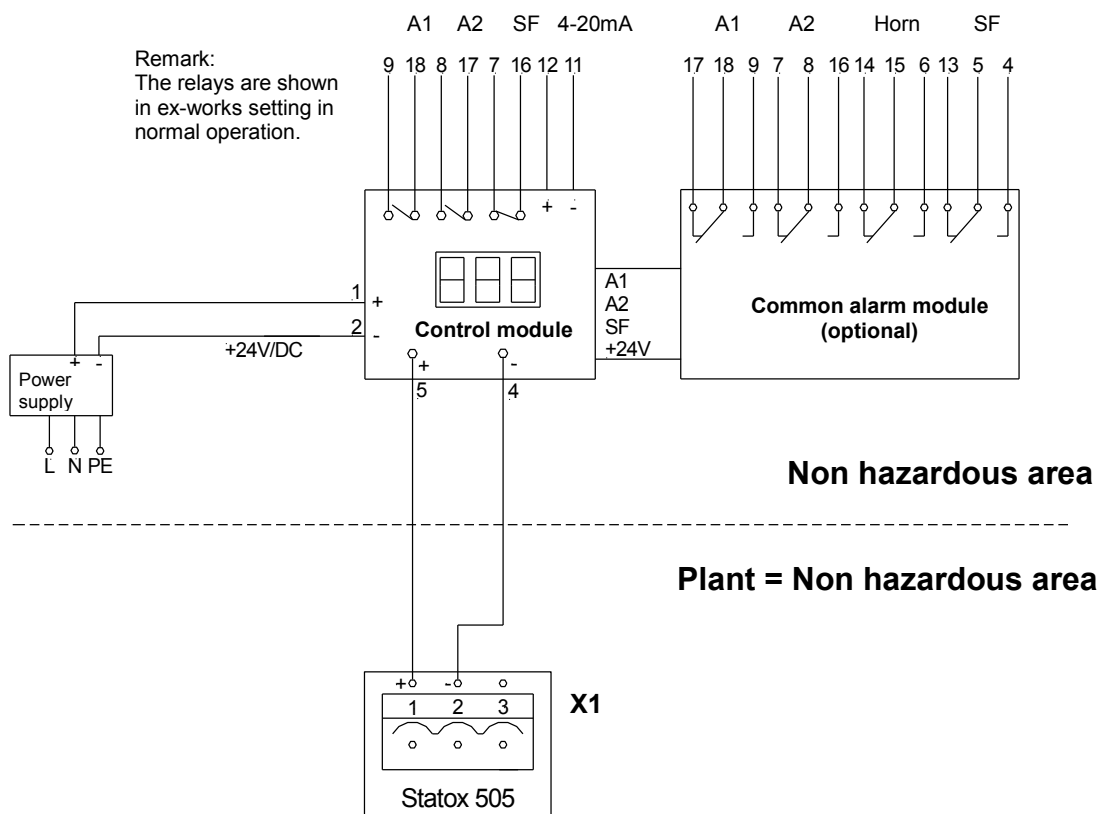 A1 A2 SF 4-20mA A1 A2 Horn SF
Remark:
The relays are shown
in ex-works setting in
normal operation.
9 18 8 17 7 16 12 11 17 18 9 7 8 16 14 15 6 13 5 4
+ -
1 +
2 -
+24V/DC
Control module
+ -
5 4
A1
A2
SF
+24V
Common alarm module
(optional)
+ -
Power
supply
L N PE
Non hazardous area
Plant = Non hazardous area
+ -
1 2 3
X1
Statox 505